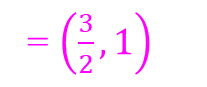 = (3/2, 1)